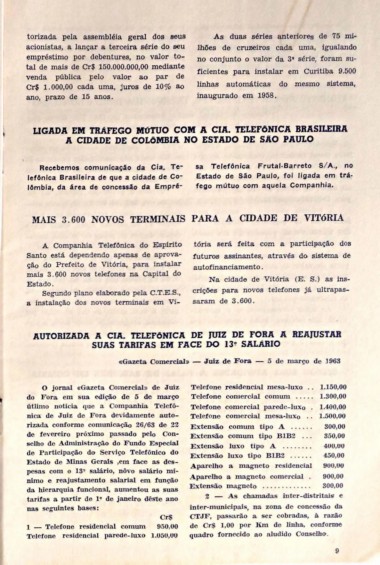 torizada pela assembléia geral dos seus
acionistas, a lançar a terceira série do seu
empréstimo por debentures, no valor to-
tal de mais de Cr$ 150.000.000,00 mediante
venda pública pelo valor ao par de
Cr$ 1.000,00 cada uma, juros de 10% ao
ano, prazo de 15 anos.
As duas séries anteriores de 75 mi-
lhões de cruzeiros cada uma, igualando
no conjunto o valor da 3ª série, foram su-
ficientes para instalar em Curitiba 9.500
linhas automáticas do mesmo sistema,
inaugurado em 1958.
LIGADA EM TRÁFEGO MÚTUO COM A CIA. TELEFÔNICA BRASILEIRA
A CIDADE DE COLÔMBIA NO ESTADO DE SAO PAULO
Recebemos comunicação da Cia. Te-
lefônica Brasileira de que a cidade de Co-
lômbia, da área de concessão da Emprê-
sa Telefônica Frutal-Barreto S/A., no
Estado de São Paulo, foi ligada em trá-
fego mútuo com aquela Companhia.
MAIS 3.600 NOVOS TERMINAIS PARA A CIDADE DE VITÓRIA
A Companhia Telefônica do Espírito
Santo está dependendo apenas de aprova-
ção do Prefeito de Vitória, para instalar
mais 3.600 novos telefones na Capital do
Estado.
Segundo plano elaborado pela C.T.E.S.,
a instalação dos novos terminais em Vi-
tória será feita com a participação dos
futuros assinantes, através do sistema de
autofinanciamento.
Na cidade de Vitória (E. S.) as ins-
crições para novos telefones já ultrapas-
saram de 3.600.
AUTORIZADA A CIA. TELEFÔNICA DE JUIZ DE FORA A REAJUSTAR
SUAS TARIFAS EM FACE DO 13º SALÁRIO
«Gazeta Comercial» — Juiz de Fora — 5 de março de 1963
O jornal «Gazeta Comercial» de Juiz
do Fora em sua edição de 5 de março
último noticia que a Companhia Telefô-
nica de Juiz de Fora devidamente auto-
rizada conforme comunicação 26/63 de 22
de fevereiro próximo passado pelo Con-
selho de Administração do Fundo Especial
de Participação do Serviço Telefônico do
Estado de Minas Gerais ,em face as des-
pesas com o 13º salário, nôvo salário mí-
nimo e reajustamento salarial em função
da hierarquia funcional, aumentou as suas
tarifas a partir de 1º de janeiro dêste ano
nas seguintes bases:
Cr$
1 — Telefone residencial comum 950,00
Telefone residencial parede-luxo 1.050,00
Telefone residencial mesa-luxo .. 1.150,00
Telefone comercial comum ..... 1.300,00
Telefone comercial parede-luxo . 1.400,00
Telefone comercial mesa-luxo .. 1.500,00
Extensão comum tipo A ...... 300,00
Extensão comum tipo B1B2 ... 350,00
Extensão luxo tipo A ........ 400,00
Extensão luxo tipo B1B2 ...... 450,00
Aparelho a magneto residencial 900,00
Aparelho a magneto comercial . 900,00
Extensão magneto ............ 300,00
2 — As chamadas inter-distritais e
inter-municipais, na zona de concessão da
CTJF, passarão a ser cobradas, à razão
de Cr$ 1,00 por Km de linha, conforme
quadro fornecido ao aludido Conselho.
9